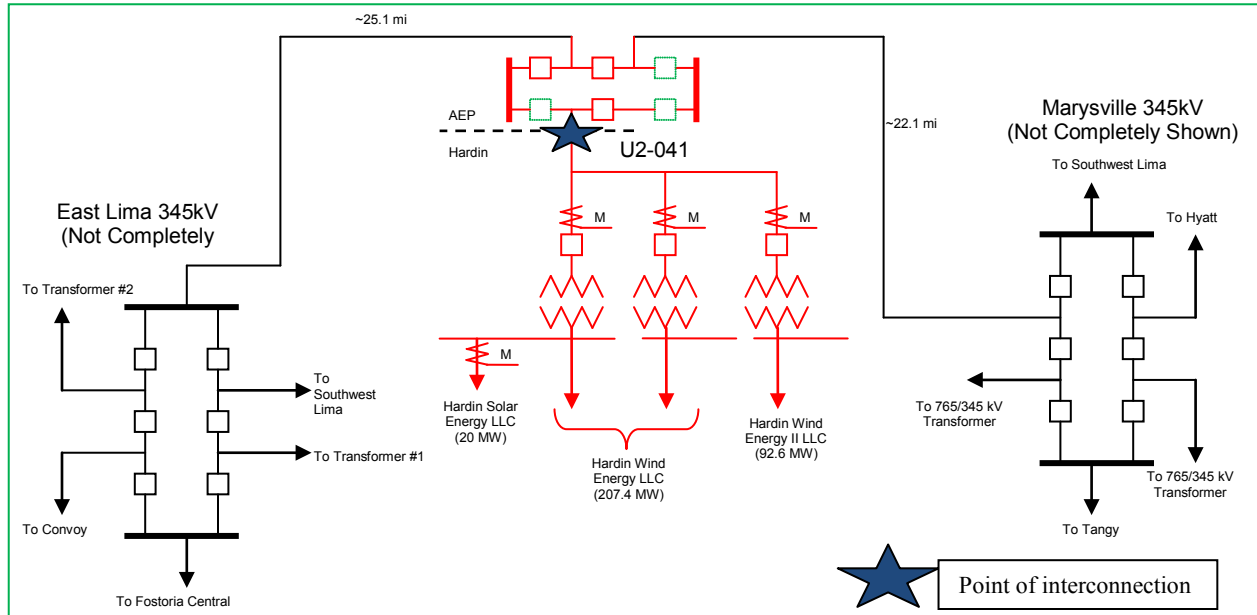 ~25.1 mi
AEP
Hardin
U2-041
~22.1 mi
Marysville 345kV
(Not Completely Shown)
To Southwest Lima
To Hyatt
East Lima 345kV
(Not Completely
To Transformer #2
To
Southwest
Lima
To Transformer #1
To Convoy
To Fostoria Central
M
M
M
M
Hardin Solar
Energy LLC
(20 MW)
Hardin Wind
Energy LLC
(207.4 MW)
Hardin Wind
Energy II LLC
(92.6 MW)
To 765/345 kV
Transformer
To 765/345 kV
Transformer
To Tangy
Point of interconnection